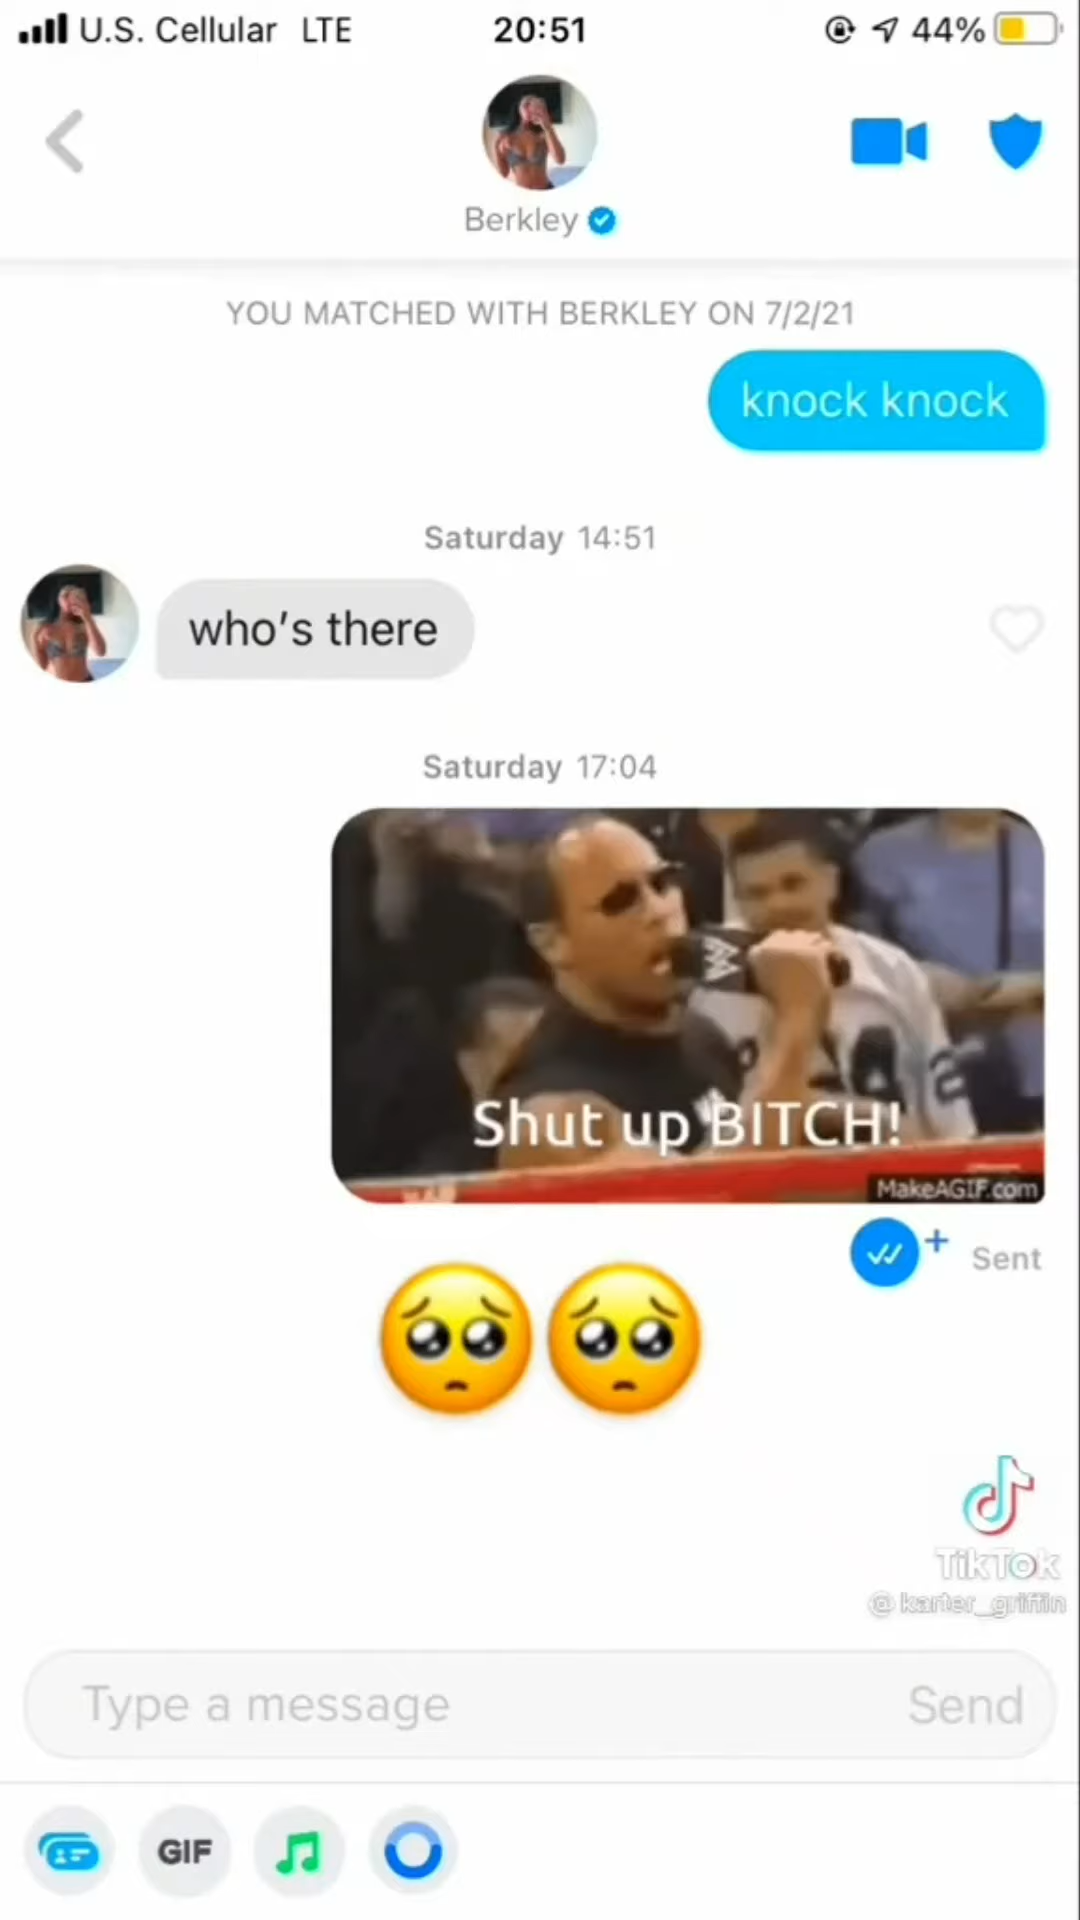 U.S. Cellular LTE 20:51 44%
Berkley
YOU MATCHED WITH BERKLEY ON 7/2/21
knock knock
Saturday 14:51
who's there
Saturday 17:04
Shut up BITCH!
MakeAGIF.com
Sent
TikTok
@ karter_griffin
Type a message Send
GIF